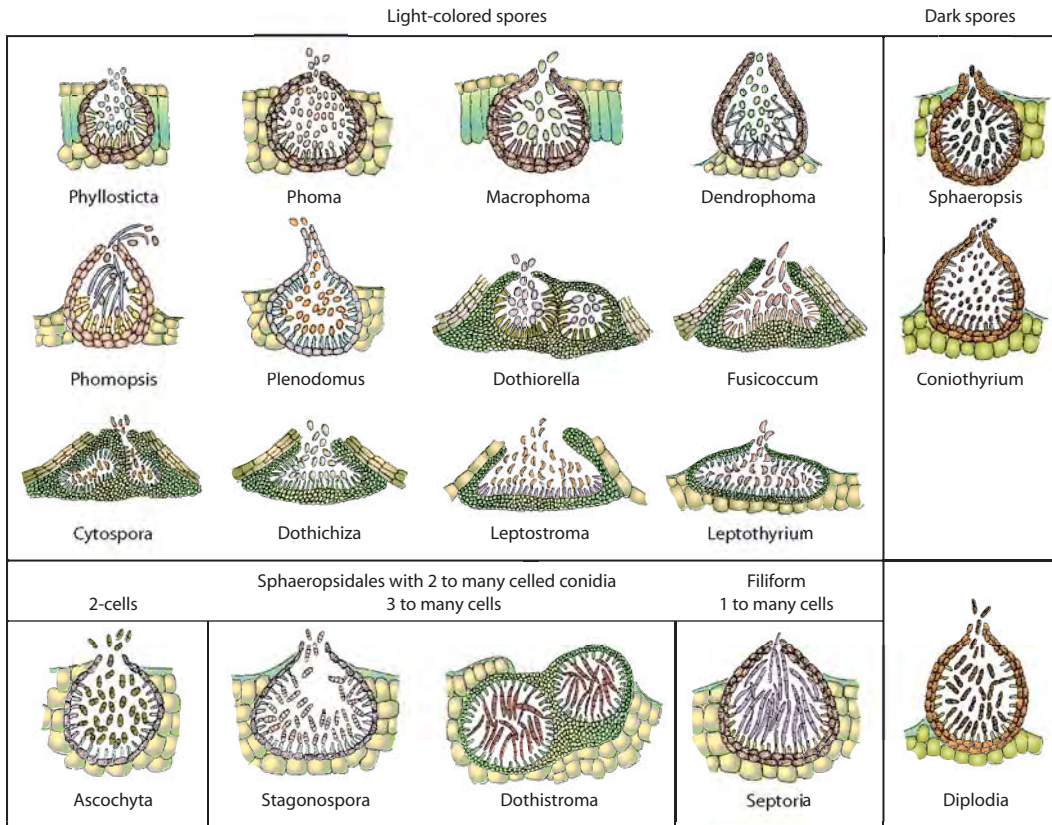 Light-colored spores
Dark spores
Phyllosticta
Phoma
Macrophoma
Dendrophoma
Sphaeropsis
Phomopsis
Plenodomus
Dothiorella
Fusicoccum
Coniothyrium
Cytospora
Dothichiza
Leptostroma
Leptothyrium
Sphaeropsidales with 2 to many celled conidia
2-cells
3 to many cells
Filiform
1 to many cells
Ascochyta
Stagonospora
Dothistroma
Septoria
Diplodia